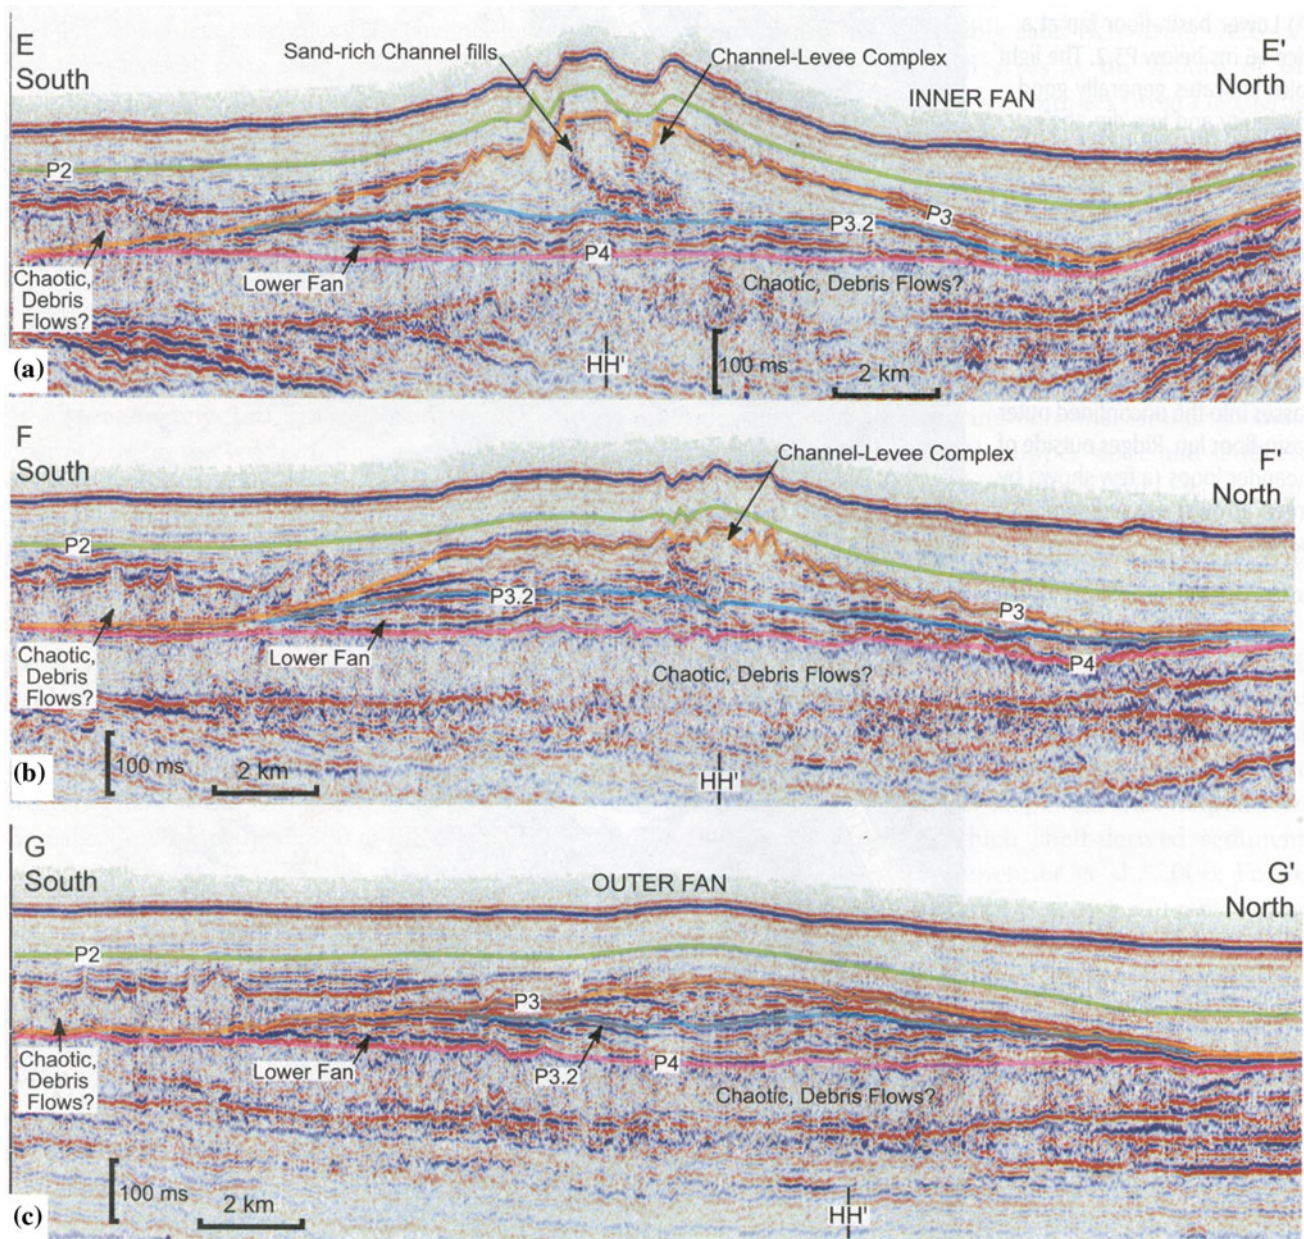 E
South
Sand-rich Channel fills
Channel-Levee Complex
INNER FAN
E'
North
P2
P3
P3.2
P4
Lower Fan
Chaotic,
Debris
Flows?
Chaotic, Debris Flows?
HH'
100 ms
2 km
(a)
F
South
Channel-Levee Complex
F'
North
P2
P3.2
P3
P4
Lower Fan
Chaotic,
Debris
Flows?
Chaotic, Debris Flows?
100 ms
2 km
HH'
(b)
G
South
OUTER FAN
G'
North
P2
P3
Lower Fan
P3.2
P4
Chaotic,
Debris
Flows?
Chaotic, Debris Flows?
100 ms
2 km
HH'
(c)